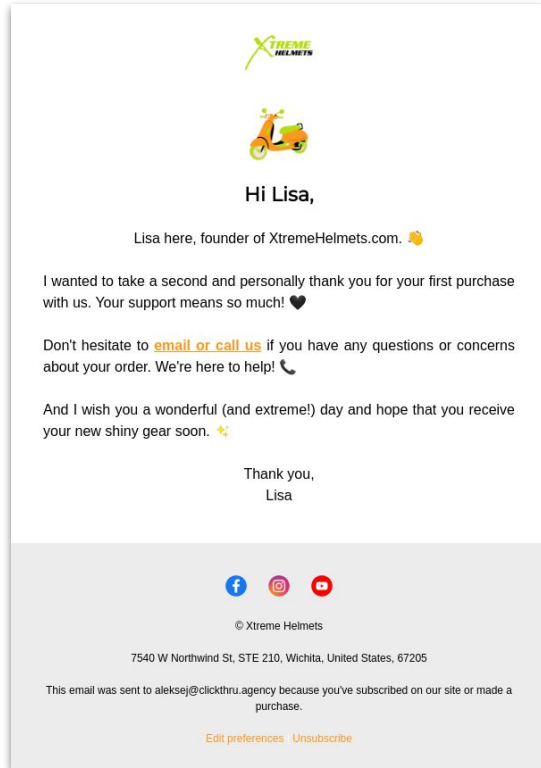 XTREME
HELMETS
Hi Lisa,
Lisa here, founder of XtremeHelmets.com. 👋
I wanted to take a second and personally thank you for your first purchase
with us. Your support means so much! 🖤
Don't hesitate to email or call us if you have any questions or concerns
about your order. We're here to help! 📞
And I wish you a wonderful (and extreme!) day and hope that you receive
your new shiny gear soon. ✨
Thank you,
Lisa
© Xtreme Helmets
7540 W Northwind St, STE 210, Wichita, United States, 67205
This email was sent to aleksej@clickthru.agency because you've subscribed on our site or made a
purchase.
Edit preferences | Unsubscribe